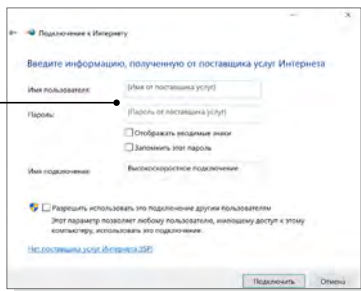 Подключение к Интернету
Введите информацию, полученную от поставщика услуг Интернета
Имя пользователя:
[Имя от поставщика услуг]
Пароль:
[Пароль от поставщика услуг]
Отображать вводимые знаки
Запомнить этот пароль
Имя подключения:
Высокоскоростное подключение
Разрешить использовать это подключение другим пользователям
Этот параметр позволяет любому пользователю, имеющему доступ к этому
компьютеру, использовать это подключение.
Нет поставщика услуг Интернета (ISP)
Подключить
Отмена